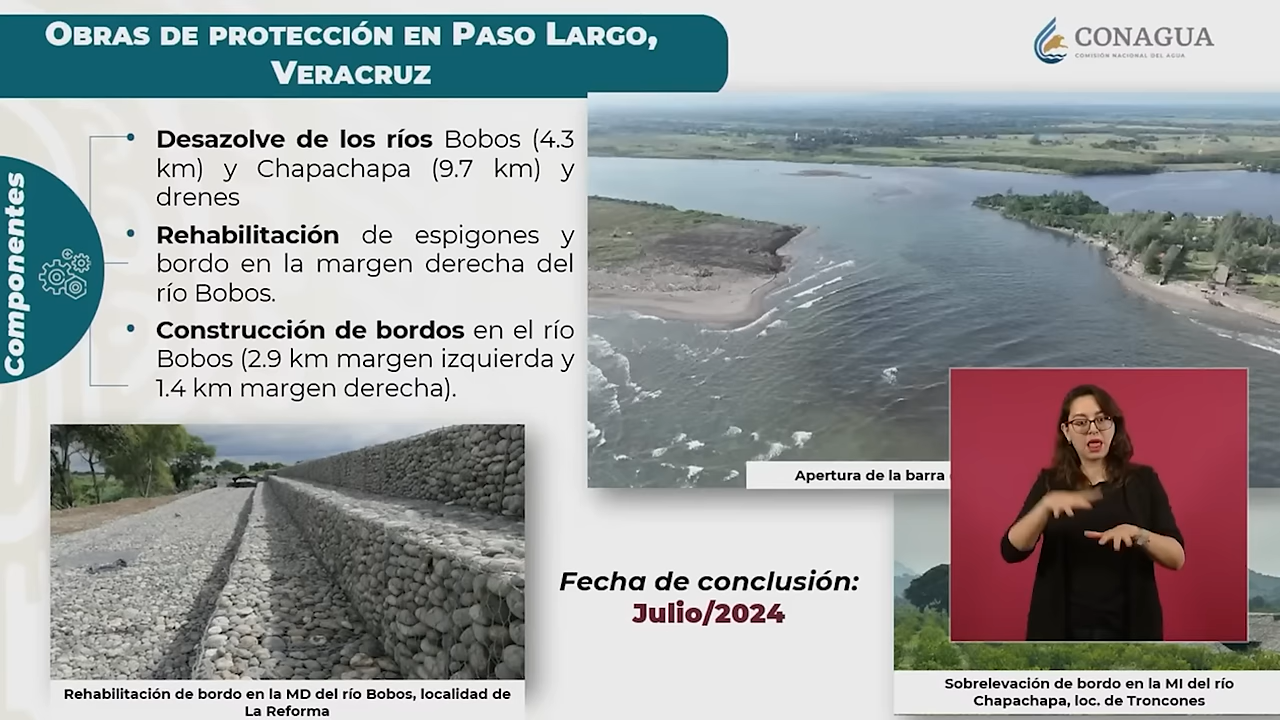 OBRAS DE PROTECCIÓN EN PASO LARGO,
VERACRUZ
CONAGUA
COMISIÓN NACIONAL DEL AGUA
Componentes
• Desazolve de los ríos Bobos (4.3
km) y Chapachapa (9.7 km) y
drenes
• Rehabilitación de espigones y
bordo en la margen derecha del
río Bobos.
• Construcción de bordos en el río
Bobos (2.9 km margen izquierda y
1.4 km margen derecha).
Apertura de la barra
Fecha de conclusión:
Julio/2024
Rehabilitación de bordo en la MD del río Bobos, localidad de
La Reforma
Sobrelevación de bordo en la MI del río
Chapachapa, loc. de Troncones